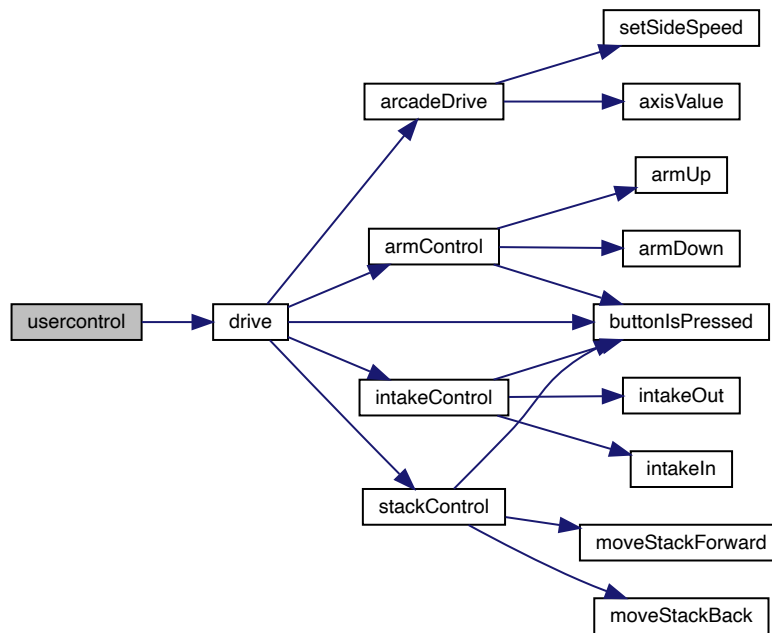 setSideSpeed
arcadeDrive
axisValue
armUp
armControl
armDown
usercontrol
drive
buttonIsPressed
intakeControl
intakeOut
intakeIn
stackControl
moveStackForward
moveStackBack